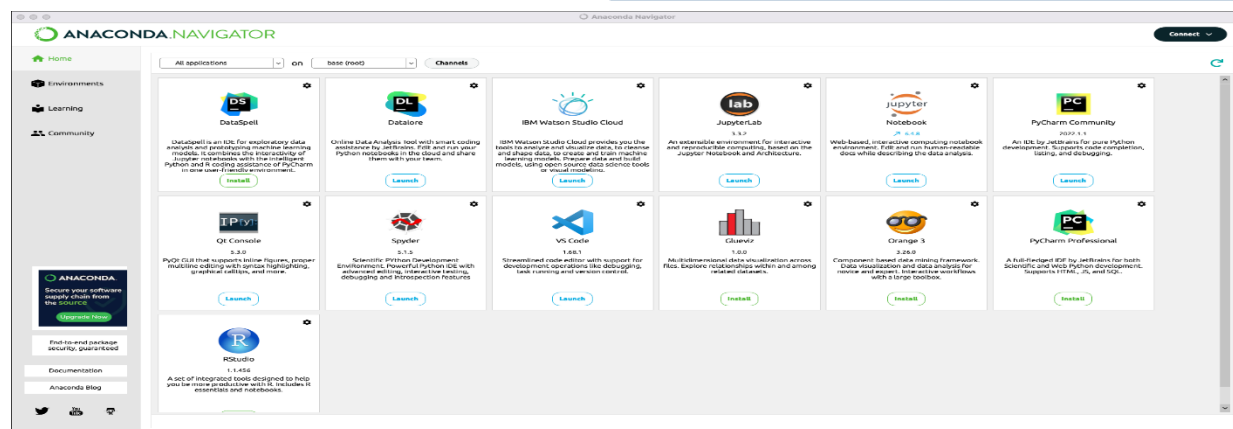 Anaconda Navigator
ANACONDA.NAVIGATOR
Connect
Home
All applications
on
base (root)
Channels
Environments
Learning
Community
DS
DataSpell
DataSpell is an IDE for exploratory data
analysis and prototyping machine learning
models. It combines the interactivity of
Jupyter notebooks with the intelligent
Python and R coding assistance of PyCharm
in one user-friendly environment.
Install
DL
Datalore
Online Data Analysis Tool with smart coding
assistance by JetBrains. Edit and run your
Python notebooks in the cloud and share
them with your team.
Launch
IBM Watson Studio Cloud
IBM Watson Studio Cloud provides you the
tools to analyze and visualize data, to cleanse
and shape data, to create and train machine
learning models. Prepare data and build
models, using open source data science tools
or visual modeling.
Launch
lab
JupyterLab
3.3.2
An extensible environment for interactive
and reproducible computing, based on the
Jupyter Notebook and Architecture.
Launch
jupyter
Notebook
Web-based, interactive computing notebook
environment. Edit and run human-readable
docs while describing the data analysis.
Launch
PC
PyCharm Community
2022.1.1
An IDE by JetBrains for pure Python
development. Supports code completion,
listing, and debugging.
Launch
IP[y]:
Qt Console
5.3.0
PyQt GUI that supports inline figures, proper
multiline editing with syntax highlighting,
graphical calltips, and more.
Launch
Spyder
5.1.5
Scientific PYthon Development
EnviRonment. Powerful Python IDE with
advanced editing, interactive testing,
debugging and introspection features
Launch
VS Code
1.68.1
Streamlined code editor with support for
development operations like debugging,
task running and version control.
Launch
Glueviz
1.0.0
Multidimensional data visualization across
files. Explore relationships within and among
related datasets.
Install
Orange 3
3.26.0
Component based data mining framework.
Data visualization and data analysis for
novice and expert. Interactive workflows
with a large toolbox.
Install
PC
PyCharm Professional
A full-fledged IDE by JetBrains for both
Scientific and Web Python development.
Supports HTML, JS, and SQL.
Install
R
RStudio
1.1.456
A set of integrated tools designed to help
you be more productive with R. Includes R
essentials and notebooks.
ANACONDA.
Secure your software
supply chain from
the source
Upgrade Now
End-to-end package
security, guaranteed
Documentation
Anaconda Blog
You
Tube